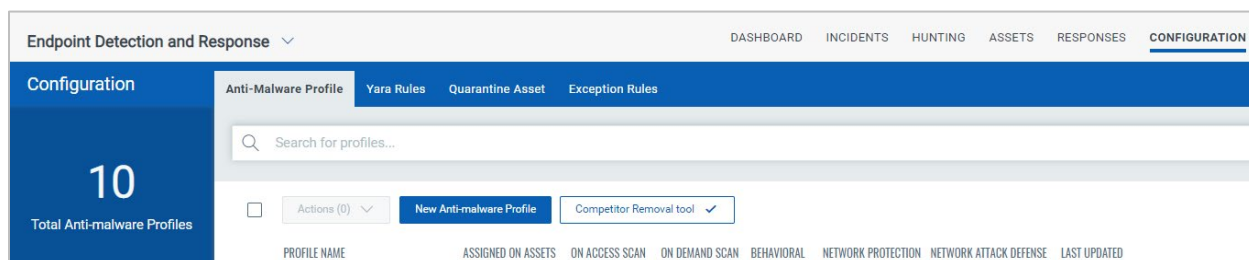 Endpoint Detection and Response DASHBOARD INCIDENTS HUNTING ASSETS RESPONSES CONFIGURATION
Configuration Anti-Malware Profile Yara Rules Quarantine Asset Exception Rules
Search for profiles...
10
Total Anti-malware Profiles
Actions (0) New Anti-malware Profile Competitor Removal tool
PROFILE NAME ASSIGNED ON ASSETS ON ACCESS SCAN ON DEMAND SCAN BEHAVIORAL NETWORK PROTECTION NETWORK ATTACK DEFENSE LAST UPDATED